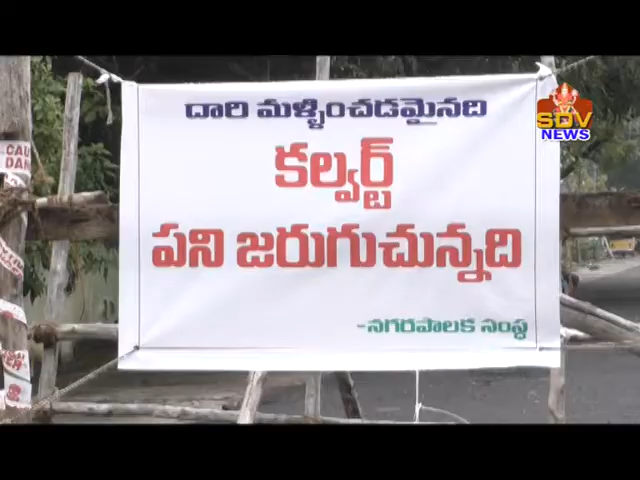 దారి మళ్ళించడమైనది
కల్వర్ట్
పని జరుగుచున్నది
-నగరపాలక సంస్థ
SDV
NEWS